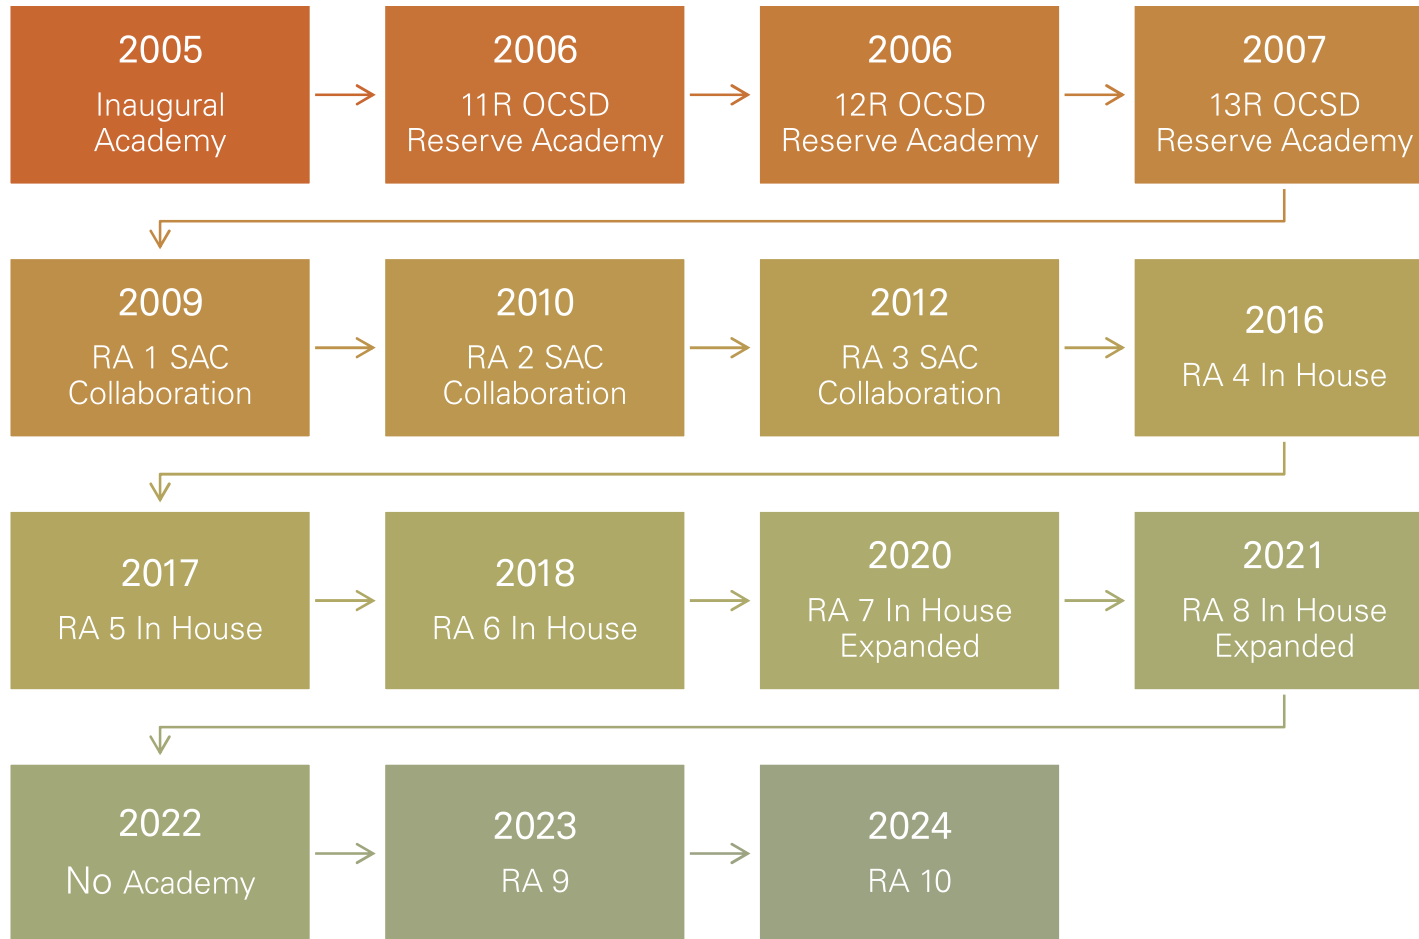 2005
Inaugural
Academy
2006
11R OCSD
Reserve Academy
2006
12R OCSD
Reserve Academy
2007
13R OCSD
Reserve Academy
2009
RA 1 SAC
Collaboration
2010
RA 2 SAC
Collaboration
2012
RA 3 SAC
Collaboration
2016
RA 4 In House
2017
RA 5 In House
2018
RA 6 In House
2020
RA 7 In House
Expanded
2021
RA 8 In House
Expanded
2022
No Academy
2023
RA 9
2024
RA 10